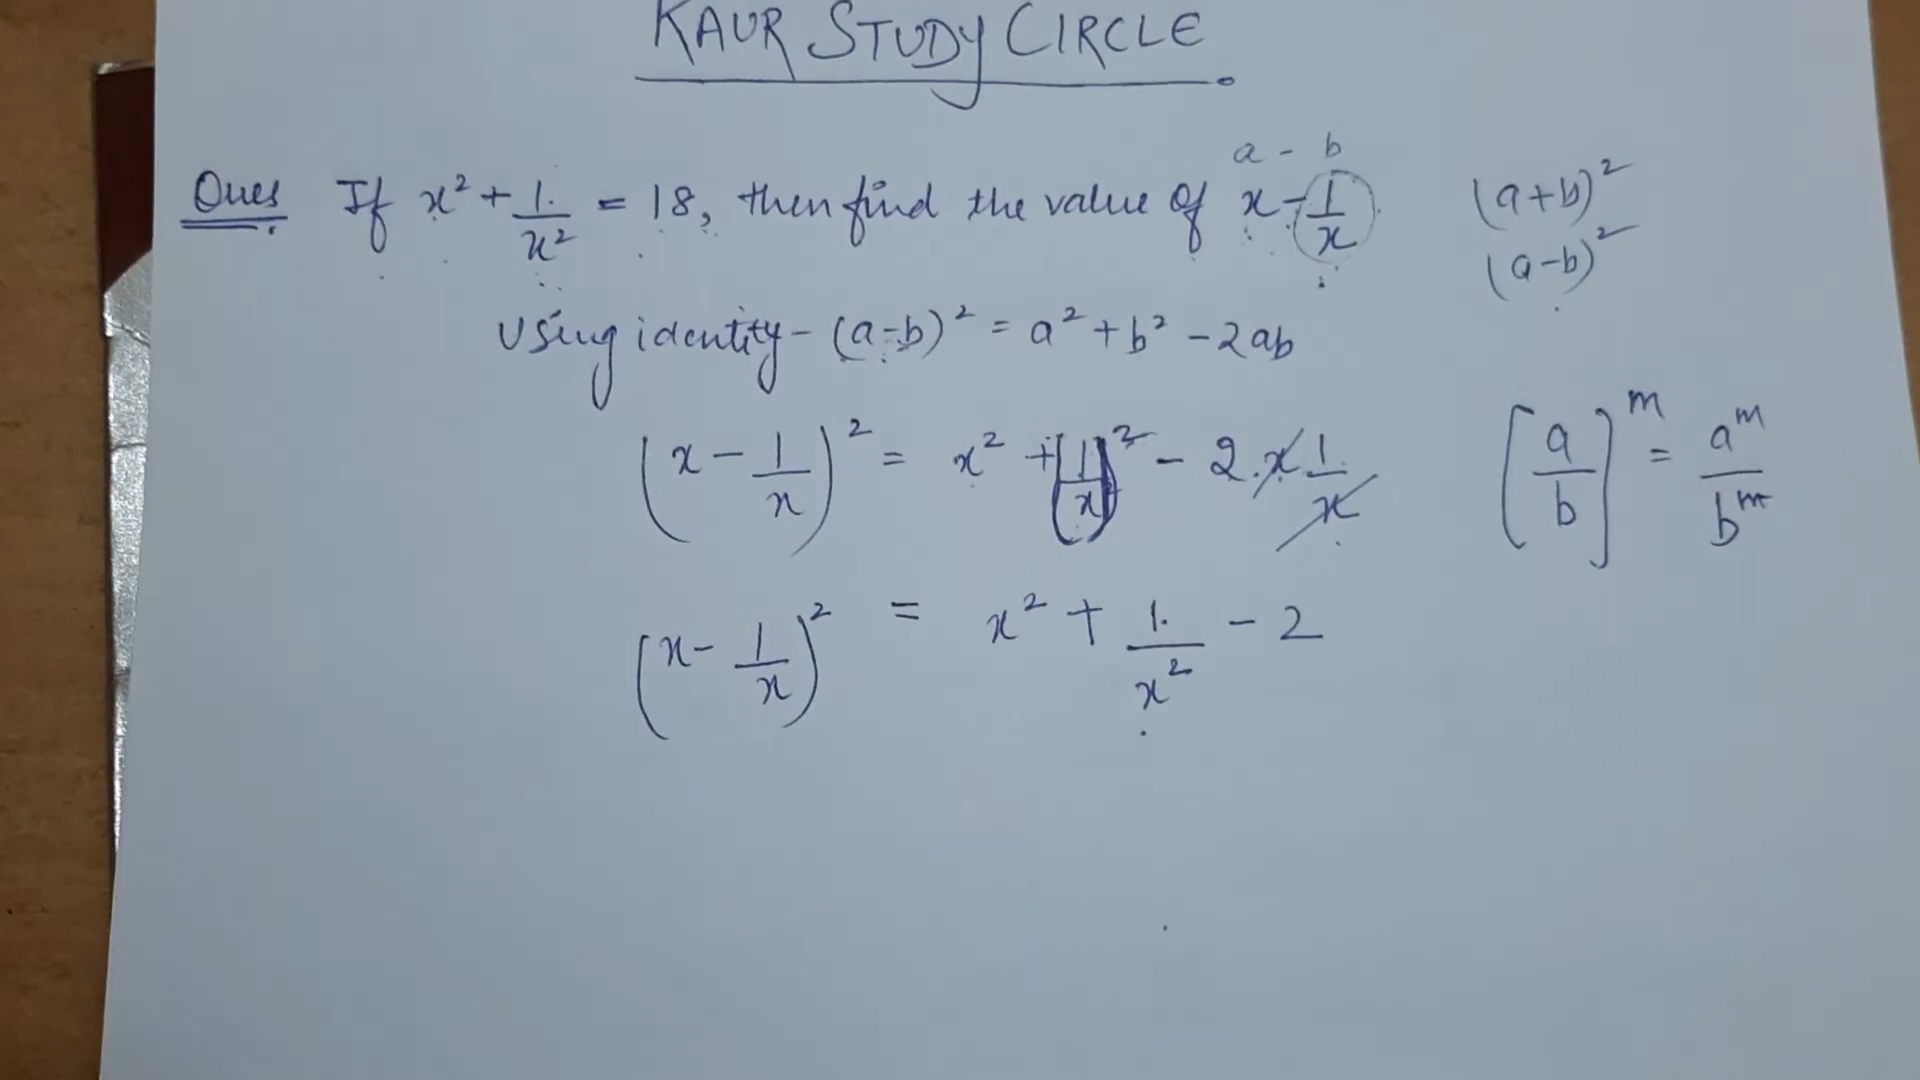 KAUR STUDY CIRCLE
a - b
Ques If x² + 1/x² = 18, then find the value of x - 1/x
(a+b)²
(a-b)²
Using identity - (a-b)² = a² + b² - 2ab
(x - 1/x)² = x² + (1/x)² - 2.x 1/x
[a/b]^m = a^m/b^m
(x - 1/x)² = x² + 1/x² - 2